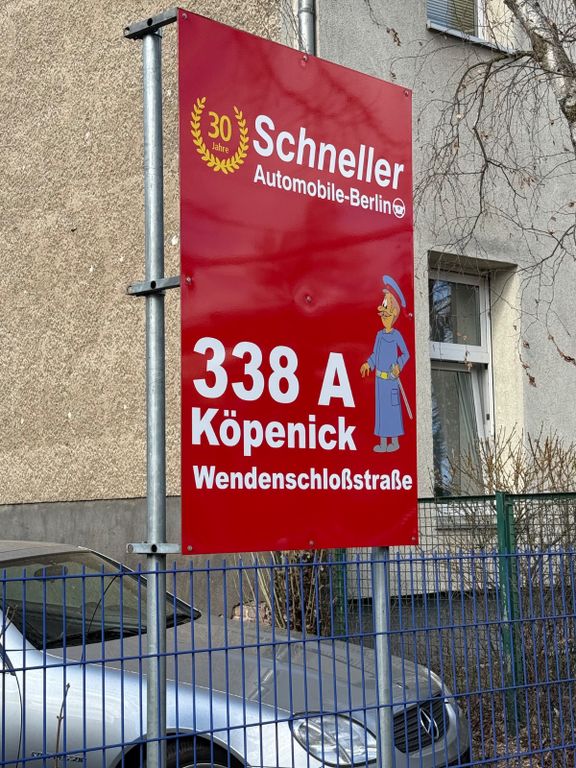 30
Jahre
Schneller
Automobile-Berlin
338 A
Köpenick
Wendenschloßstraße